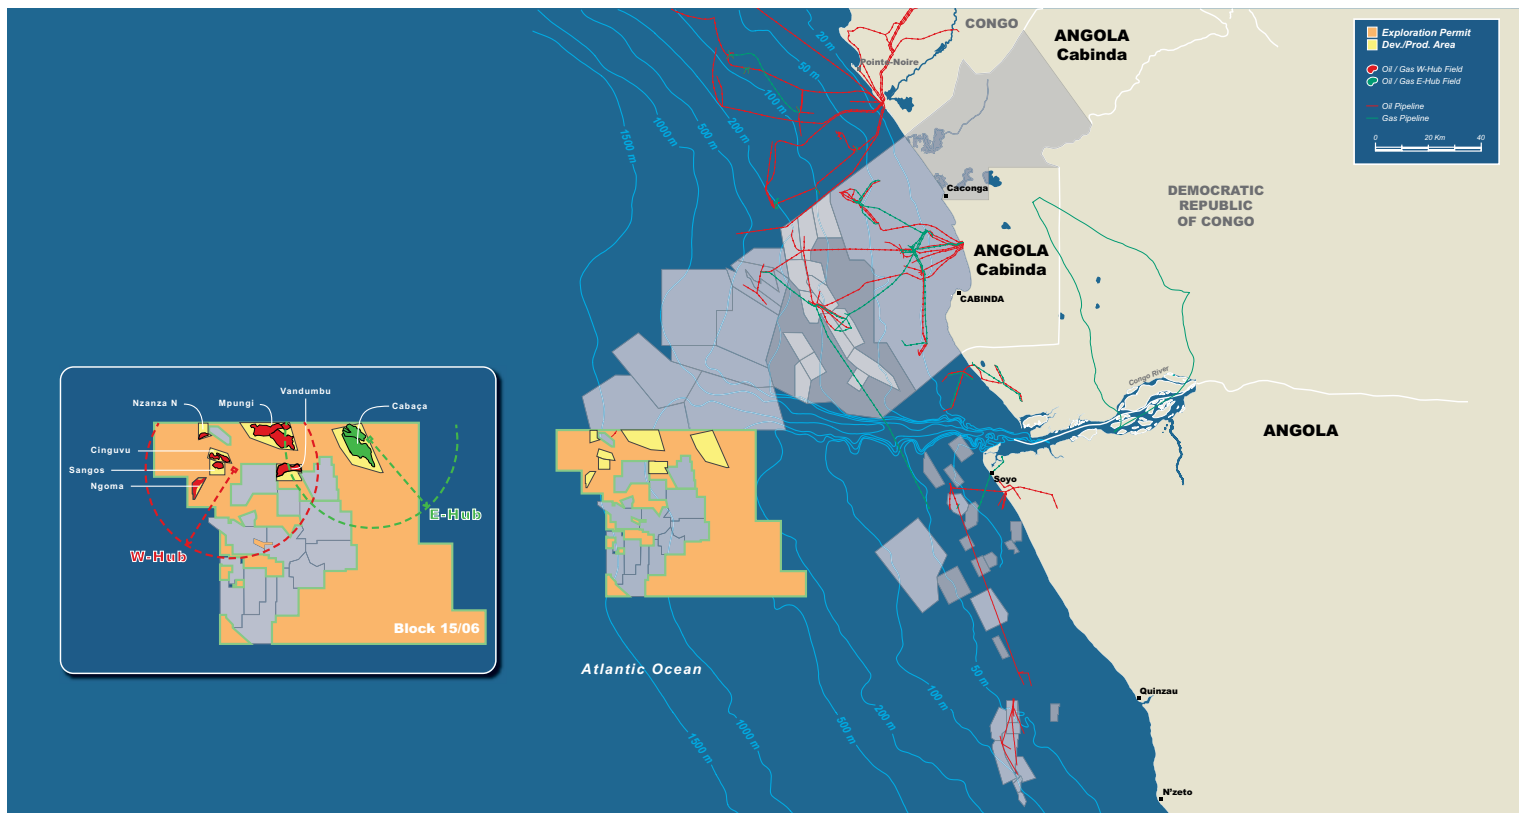 CONGO
ANGOLA
Cabinda
Pointe-Noire
Exploration Permit
Dev./Prod. Area
Oil / Gas W-Hub Field
Oil / Gas E-Hub Field
Oil Pipeline
Gas Pipeline
0
20 Km
40
20 m
50 m
100 m
200 m
500 m
1000 m
1500 m
Caconga
DEMOCRATIC
REPUBLIC
OF CONGO
ANGOLA
Cabinda
CABINDA
Congo River
ANGOLA
Soyo
Vandumbu
Nzanza N
Mpungi
Cabaça
Cinguvu
Sangos
Ngoma
E-Hub
W-Hub
Block 15/06
Atlantic Ocean
50 m
100 m
200 m
500 m
1000 m
1500 m
Quinzau
N'zeto